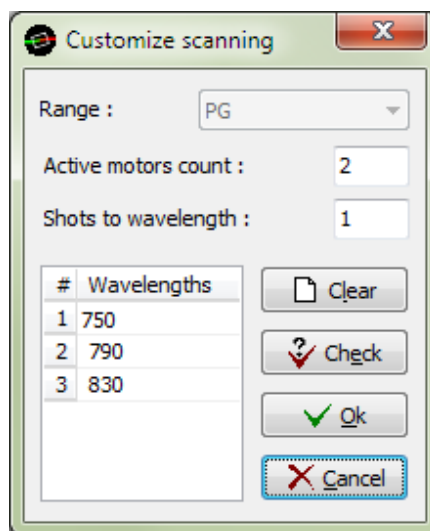 Customize scanning
Range : PG
Active motors count : 2
Shots to wavelength : 1
# Wavelengths
1 750
2 790
3 830
Clear
Check
Ok
Cancel